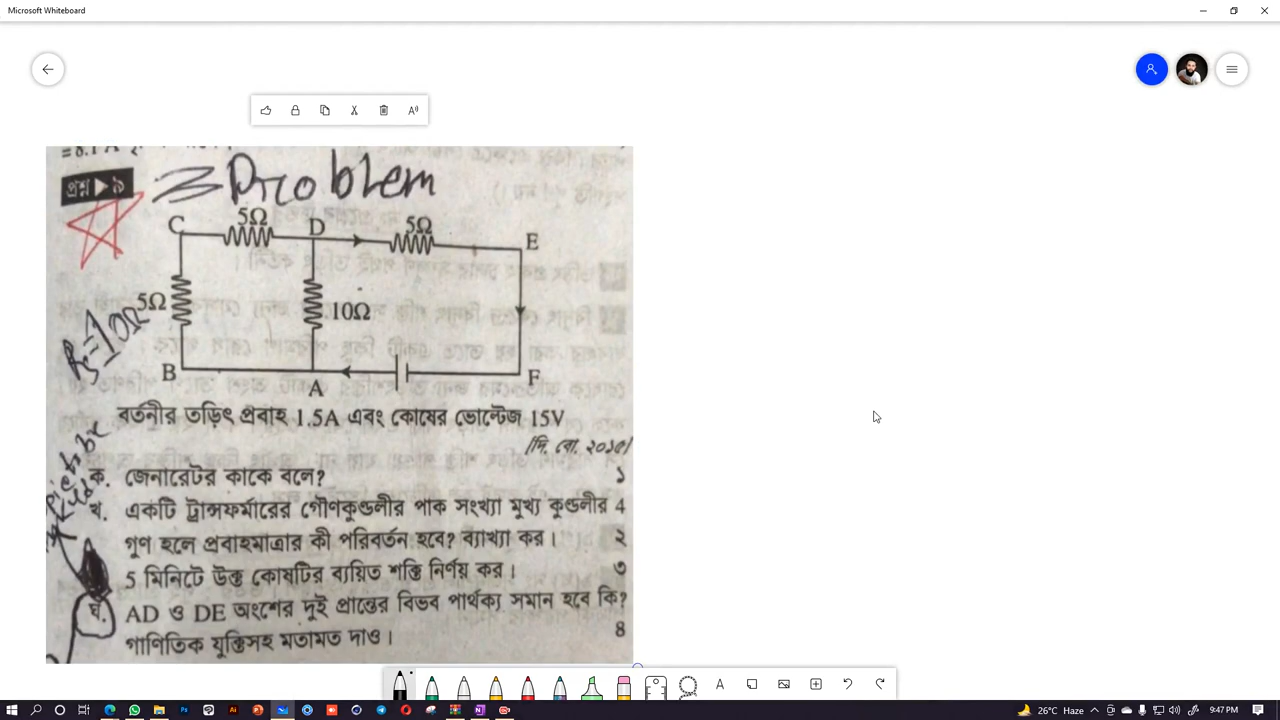 Microsoft Whiteboard
প্রশ্ন ▶ ৯
Problem
C
5Ω
D
5Ω
E
5Ω
10Ω
R
=10Ω
B
A
F
বর্তনীর তড়িৎ প্রবাহ 1.5A এবং কোষের ভোল্টেজ 15V
/দি. বো. ২০১৫/
ক. জেনারেটর কাকে বলে? ১
খ. একটি ট্রান্সফর্মারের গৌণকুণ্ডলীর পাক সংখ্যা মুখ্য কুণ্ডলীর 4
গুণ হলে প্রবাহমাত্রার কী পরিবর্তন হবে? ব্যাখ্যা কর। ২
5 মিনিটে উক্ত কোষটির ব্যয়িত শক্তি নির্ণয় কর। ৩
ঘ. AD ও DE অংশের দুই প্রান্তের বিভব পার্থক্য সমান হবে কি?
গাণিতিক যুক্তিসহ মতামত দাও। ৪
26°C Haze
9:47 PM